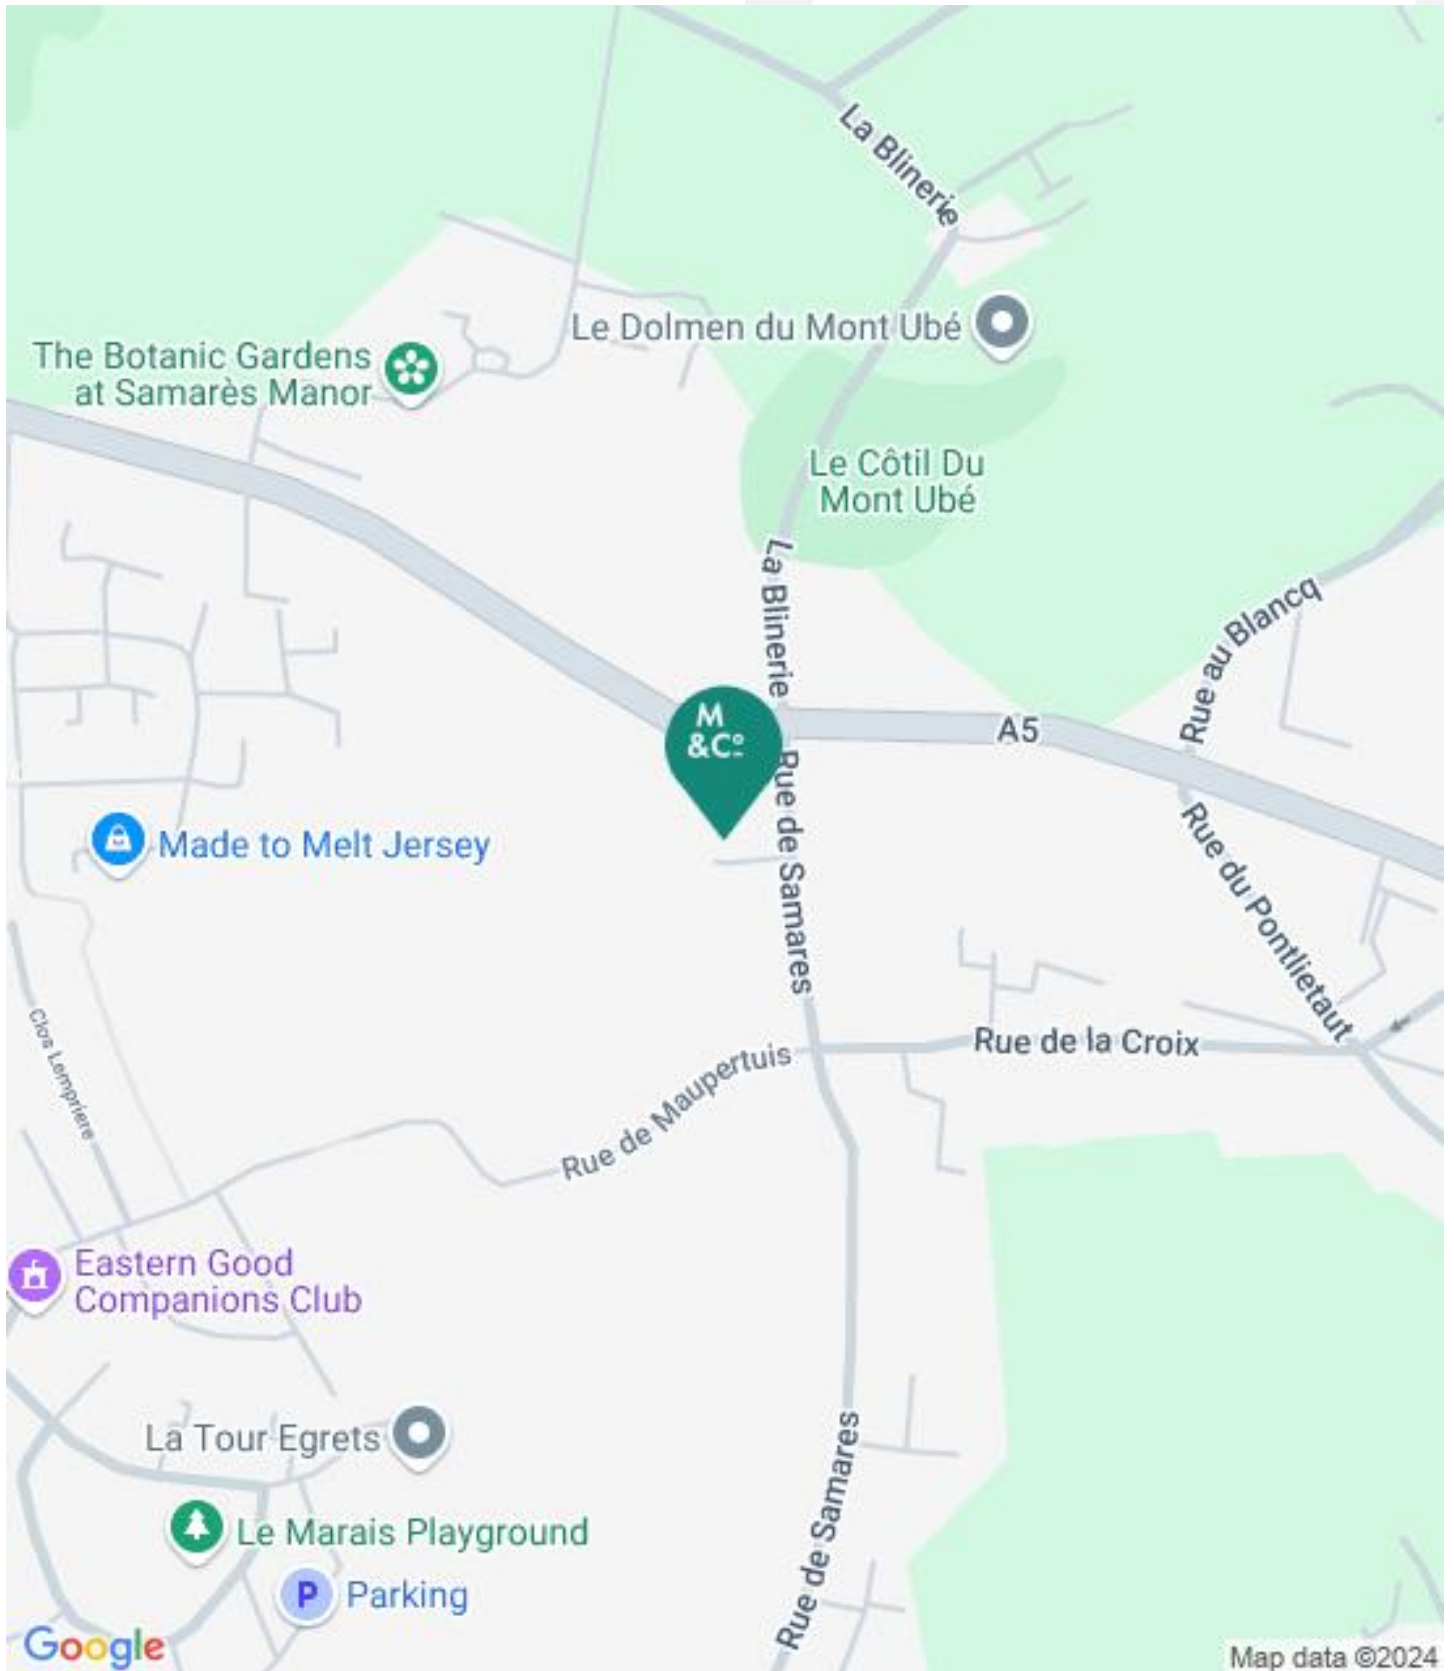 La Blinerie
Le Dolmen du Mont Ubé
The Botanic Gardens
at Samarès Manor
Le Côtil Du
Mont Ubé
La Blinerie
Rue au Blancq
M
&Cº
A5
Rue de Samares
Made to Melt Jersey
Rue du Pontlietaut
Clos Lempriere
Rue de la Croix
Rue de Maupertuis
Eastern Good
Companions Club
La Tour Egrets
Rue de Samares
Le Marais Playground
P Parking
Google
Map data ©2024